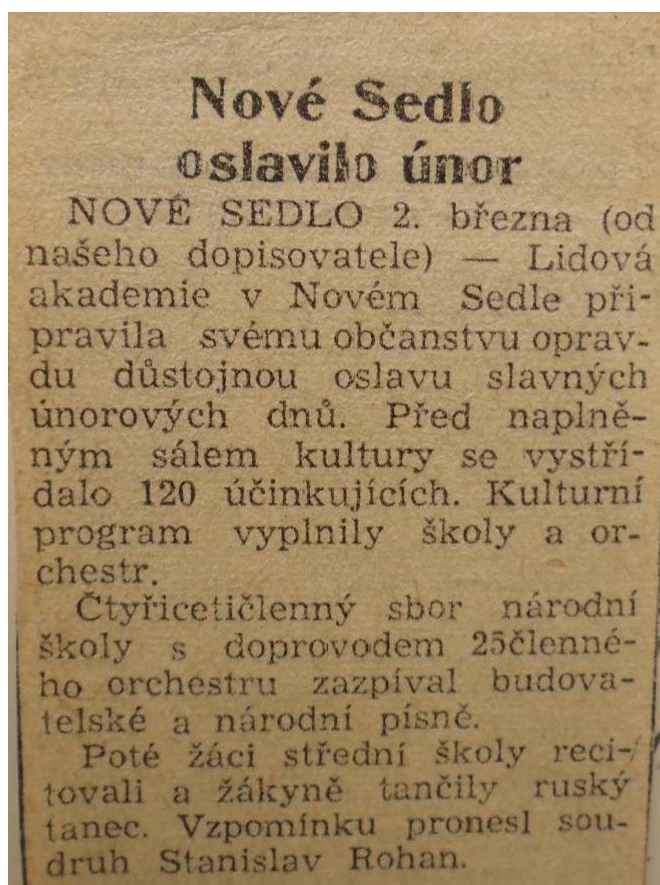 Nové Sedlo
oslavilo únor
NOVÉ SEDLO 2. března (od
našeho dopisovatele) — Lidová
akademie v Novém Sedle při-
pravila svému občanstvu oprav-
du důstojnou oslavu slavných
únorových dnů. Před naplně-
ným sálem kultury se vystří-
dalo 120 účinkujících. Kulturní
program vyplnily školy a or-
chestr.
Čtyřicetičlenný sbor národní
školy s doprovodem 25členné-
ho orchestru zazpíval budova-
telské a národní písně.
Poté žáci střední školy reci-
tovali a žákyně tančily ruský
tanec. Vzpomínku pronesl sou-
druh Stanislav Rohan.